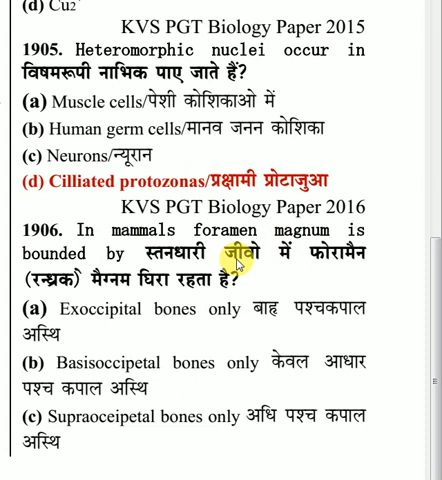 (d) Cu2
KVS PGT Biology Paper 2015
1905. Heteromorphic nuclei occur in
विषमरूपी नाभिक पाए जाते हैं?
(a) Muscle cells/पेशी कोशिकाओ में
(b) Human germ cells/मानव जनन कोशिका
(c) Neurons/न्यूरान
(d) Cilliated protozonas/प्रक्षामी प्रोटाजुआ
KVS PGT Biology Paper 2016
1906. In mammals foramen magnum is
bounded by स्तनधारी जीवो में फोरामैन
(रन्ध्रक) मैग्नम घिरा रहता है?
(a) Exoccipital bones only बाह्र पश्चकपाल
अस्थि
(b) Basisoccipetal bones only केवल आधार
पश्च कपाल अस्थि
(c) Supraoceipetal bones only अधि पश्च कपाल
अस्थि